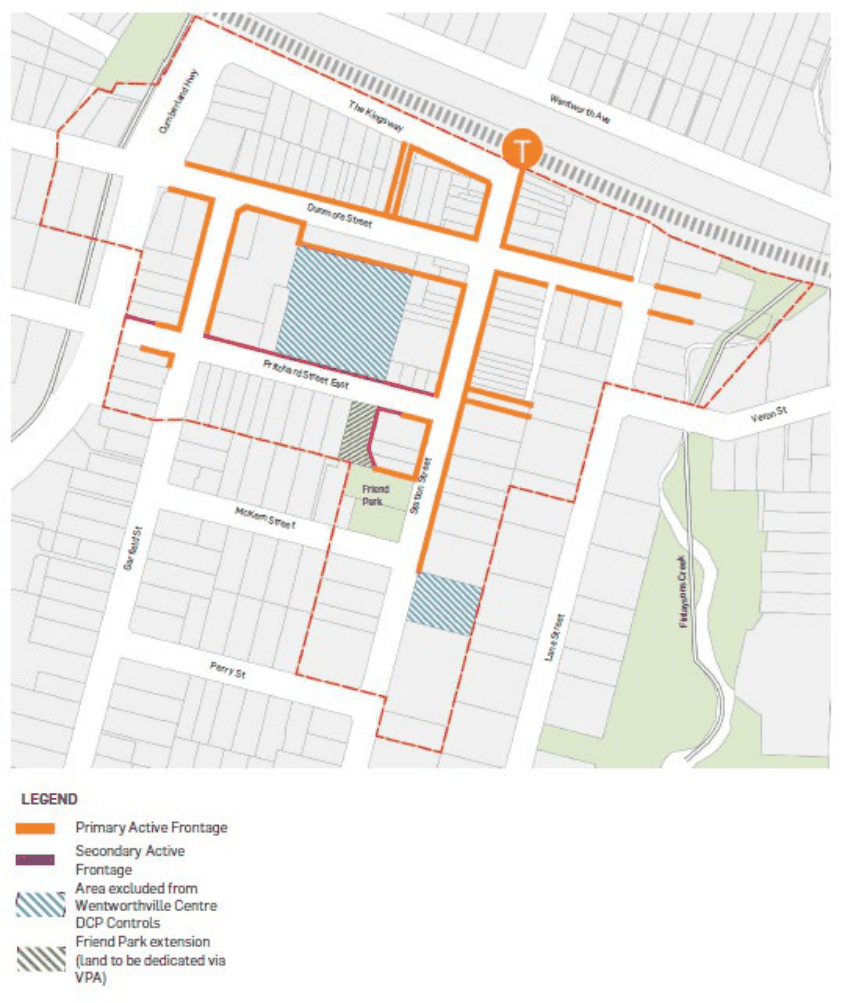 Cumberland Hwy
The Kingsway
Wentworth Ave
T
Dunmore Street
Pritchard Street East
Veron St
Station Street
Friend
Park
McKern Street
Garfield St
Finlaysons Creek
Lane Street
Perry St
LEGEND
Primary Active Frontage
Secondary Active
Frontage
Area excluded from
Wentworthville Centre
DCP Controls
Friend Park extension
(land to be dedicated via
VPA)